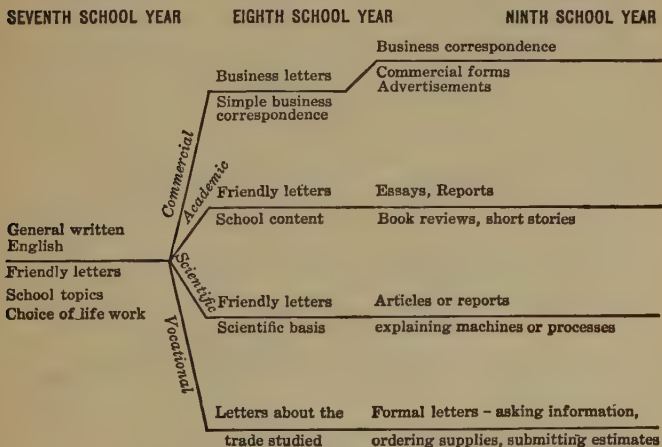 SEVENTH SCHOOL YEAR EIGHTH SCHOOL YEAR NINTH SCHOOL YEAR
General written
English
Friendly letters
School topics
Choice of life work
Commercial
Academic
Scientific
Vocational
Business letters
Simple business
correspondence
Business correspondence
Commercial forms
Advertisements
Friendly letters
School content
Essays, Reports
Book reviews, short stories
Friendly letters
Scientific basis
Articles or reports
explaining machines or processes
Letters about the
trade studied
Formal letters - asking information,
ordering supplies, submitting estimates